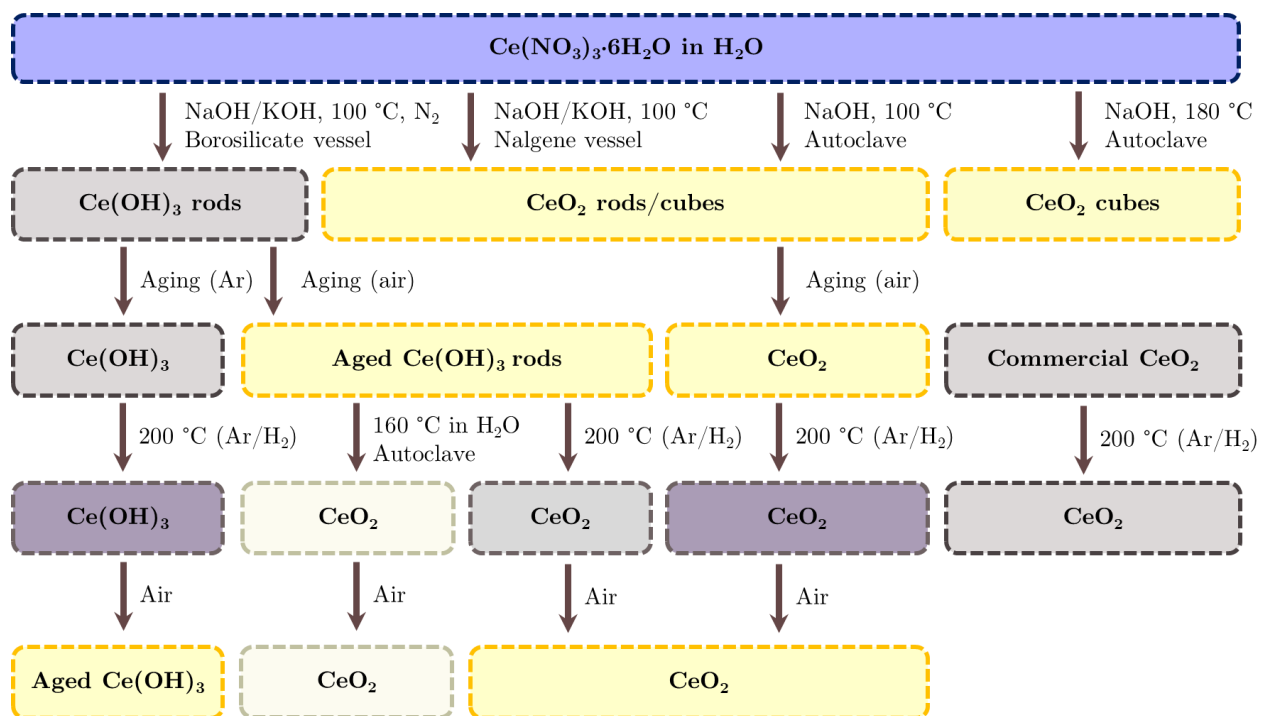 Ce(NO₃)₃·6H₂O in H₂O
NaOH/KOH, 100 °C, N₂
Borosilicate vessel
NaOH/KOH, 100 °C
Nalgene vessel
NaOH, 100 °C
Autoclave
NaOH, 180 °C
Autoclave
Ce(OH)₃ rods
CeO₂ rods/cubes
CeO₂ cubes
Aging (Ar)
Aging (air)
Aging (air)
Ce(OH)₃
Aged Ce(OH)₃ rods
CeO₂
Commercial CeO₂
200 °C (Ar/H₂)
160 °C in H₂O
Autoclave
200 °C (Ar/H₂)
200 °C (Ar/H₂)
200 °C (Ar/H₂)
Ce(OH)₃
CeO₂
CeO₂
CeO₂
CeO₂
Air
Air
Air
Air
Aged Ce(OH)₃
CeO₂
CeO₂